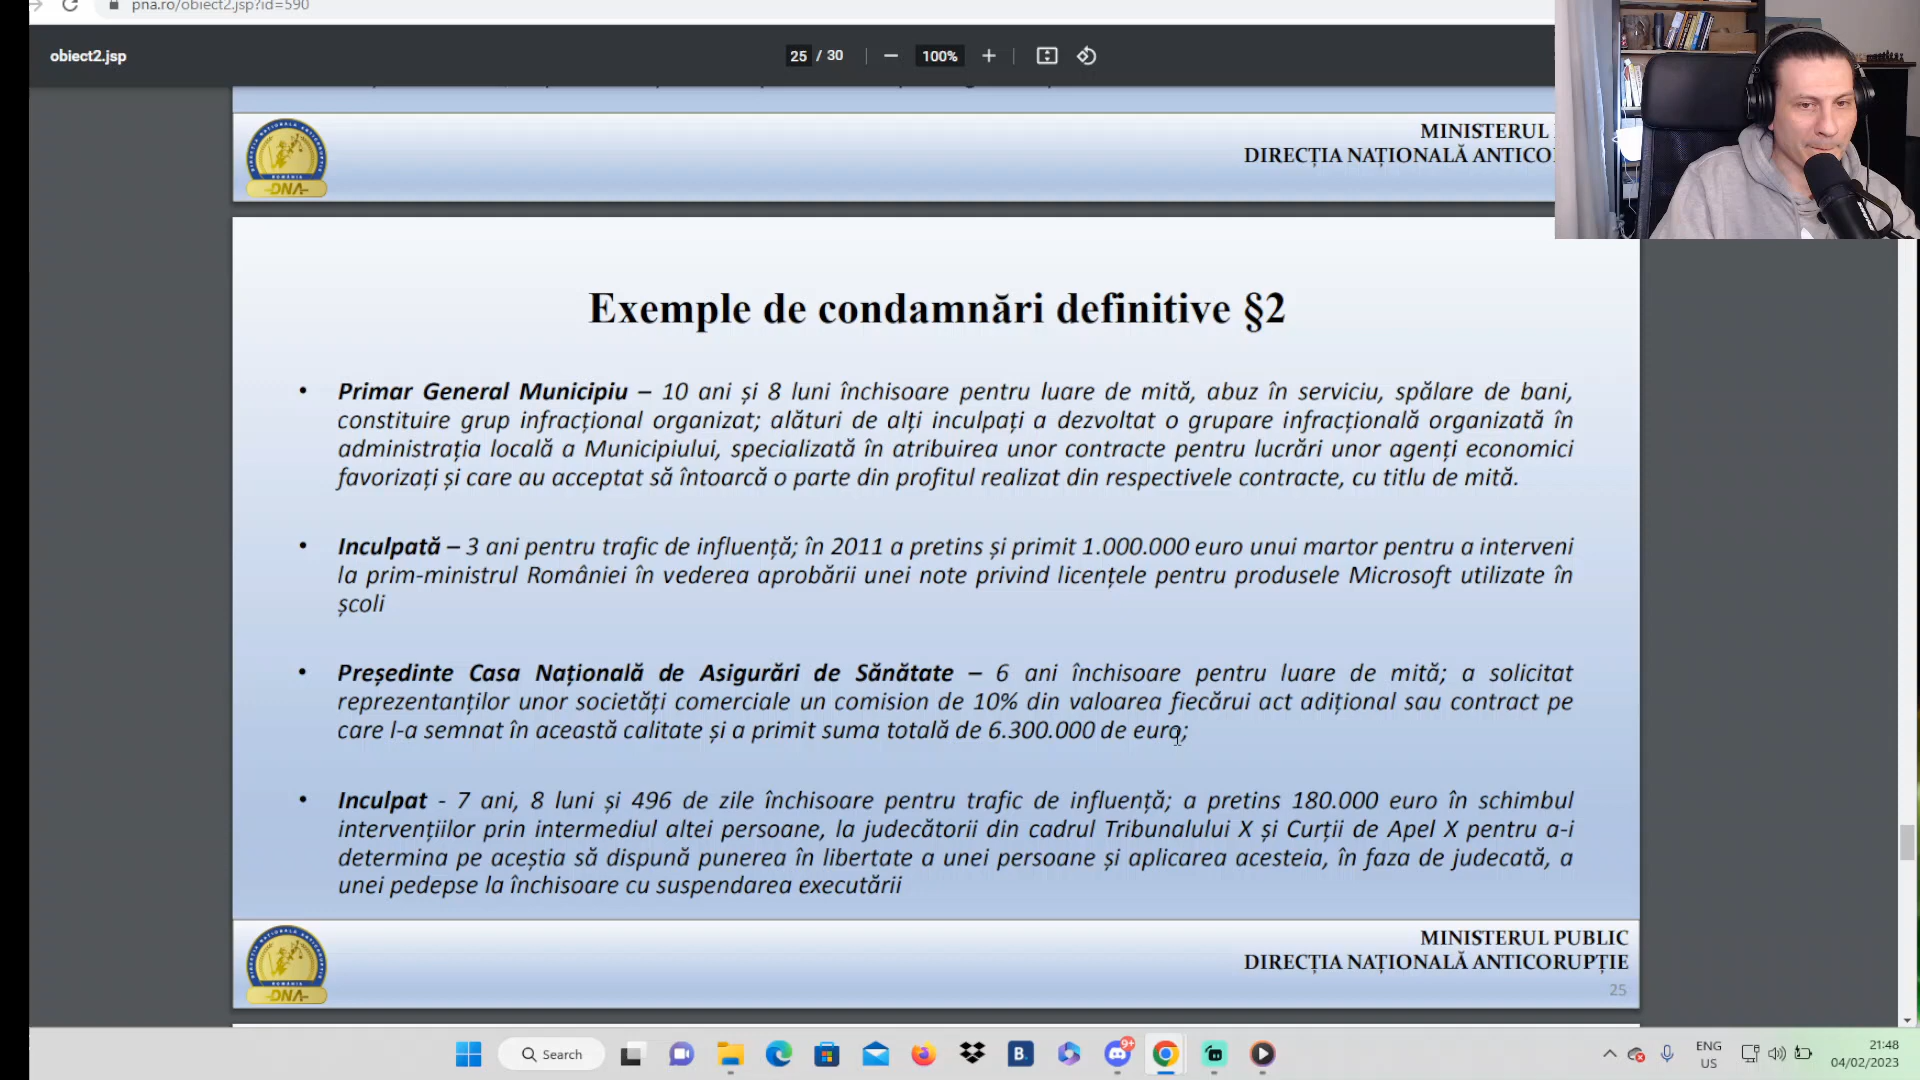 pna.ro/obiect2.jsp?id=590
obiect2.jsp
25 / 30
100%
MINISTERUL
DIRECȚIA NAȚIONALĂ ANTICO
-DNA-
Exemple de condamnări definitive §2
• Primar General Municipiu – 10 ani și 8 luni închisoare pentru luare de mită, abuz în serviciu, spălare de bani,
constituire grup infracțional organizat; alături de alți inculpați a dezvoltat o grupare infracțională organizată în
administrația locală a Municipiului, specializată în atribuirea unor contracte pentru lucrări unor agenți economici
favorizați și care au acceptat să întoarcă o parte din profitul realizat din respectivele contracte, cu titlu de mită.
• Inculpată – 3 ani pentru trafic de influență; în 2011 a pretins și primit 1.000.000 euro unui martor pentru a interveni
la prim-ministrul României în vederea aprobării unei note privind licențele pentru produsele Microsoft utilizate în
școli
• Președinte Casa Națională de Asigurări de Sănătate – 6 ani închisoare pentru luare de mită; a solicitat
reprezentanților unor societăți comerciale un comision de 10% din valoarea fiecărui act adițional sau contract pe
care l-a semnat în această calitate și a primit suma totală de 6.300.000 de euro;
• Inculpat - 7 ani, 8 luni și 496 de zile închisoare pentru trafic de influență; a pretins 180.000 euro în schimbul
intervențiilor prin intermediul altei persoane, la judecătorii din cadrul Tribunalului X și Curții de Apel X pentru a-i
determina pe aceștia să dispună punerea în libertate a unei persoane și aplicarea acesteia, în faza de judecată, a
unei pedepse la închisoare cu suspendarea executării
MINISTERUL PUBLIC
DIRECȚIA NAȚIONALĂ ANTICORUPȚIE
-DNA-
25
Search
B.
9+
ENG
US
21:48
04/02/2023